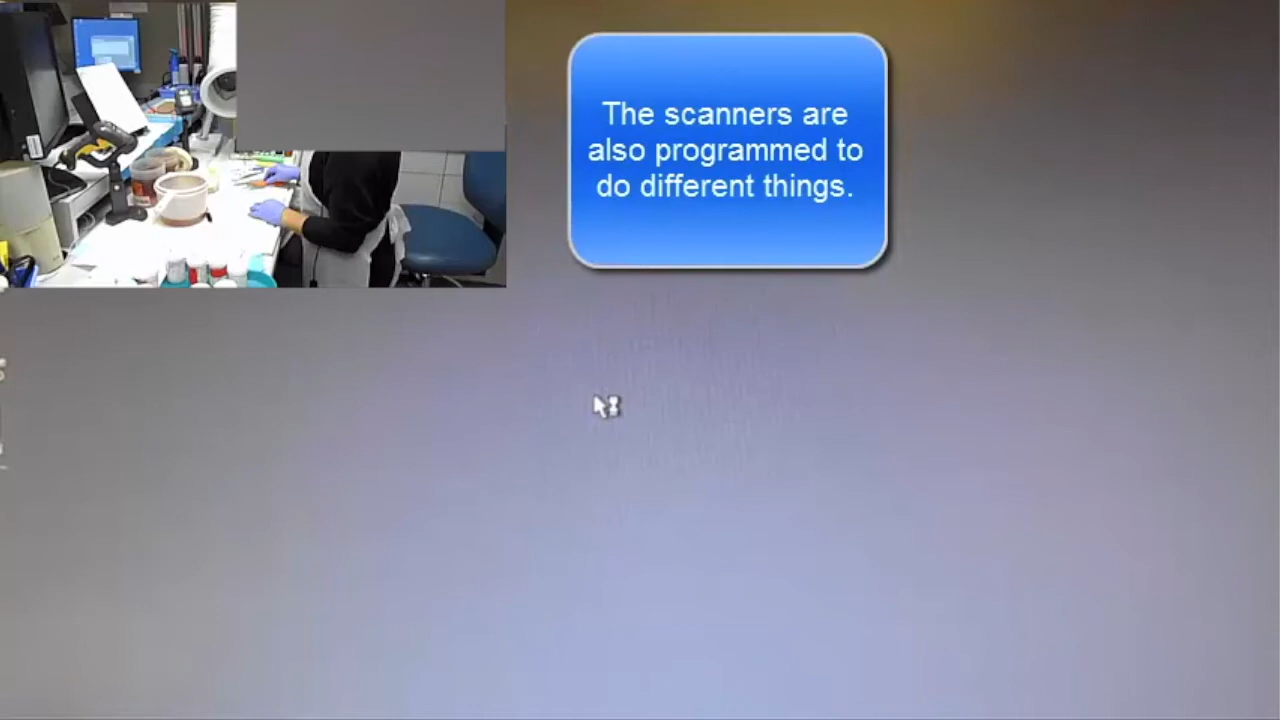 The scanners are
also programmed to
do different things.